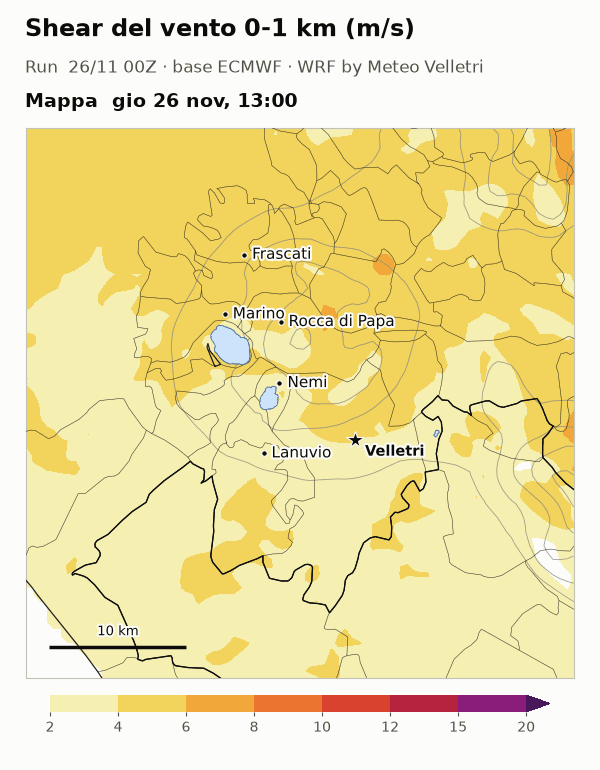 Shear del vento 0-1 km (m/s)
Run  26/11 00Z · base ECMWF · WRF by Meteo Velletri
Mappa  gio 26 nov, 13:00
Frascati
Marino
Rocca di Papa
Nemi
Velletri
Lanuvio
10 km
2 4 6 8 10 12 15 20